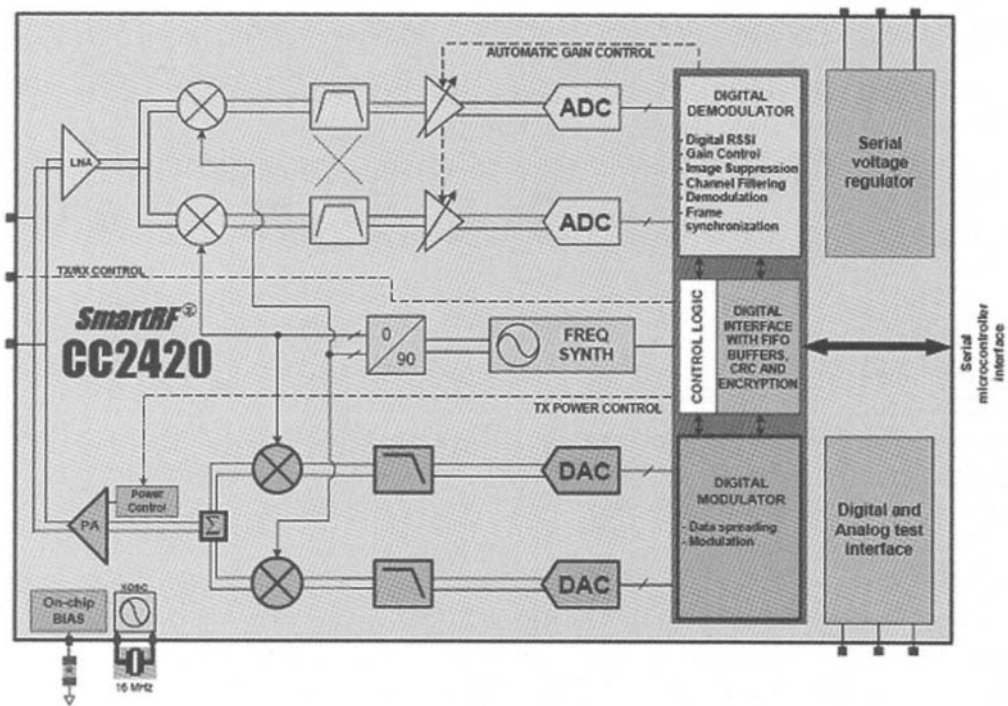 AUTOMATIC GAIN CONTROL
LNA
ADC
ADC
DIGITAL
DEMODULATOR
- Digital RSSI
- Gain Control
- Image Suppression
- Channel Filtering
- Demodulation
- Frame
synchronization
Serial
voltage
regulator
TX/RX CONTROL
SmartRF
CC2420
0
90
FREQ
SYNTH
CONTROL LOGIC
DIGITAL
INTERFACE
WITH FIFO
BUFFERS,
CRC AND
ENCRYPTION
Serial
microcontroller
interface
TX POWER CONTROL
Power
Control
PA
Σ
DAC
DAC
DIGITAL
MODULATOR
- Data spreading
- Modulation
Digital and
Analog test
interface
On-chip
BIAS
XOSC
16 MHz